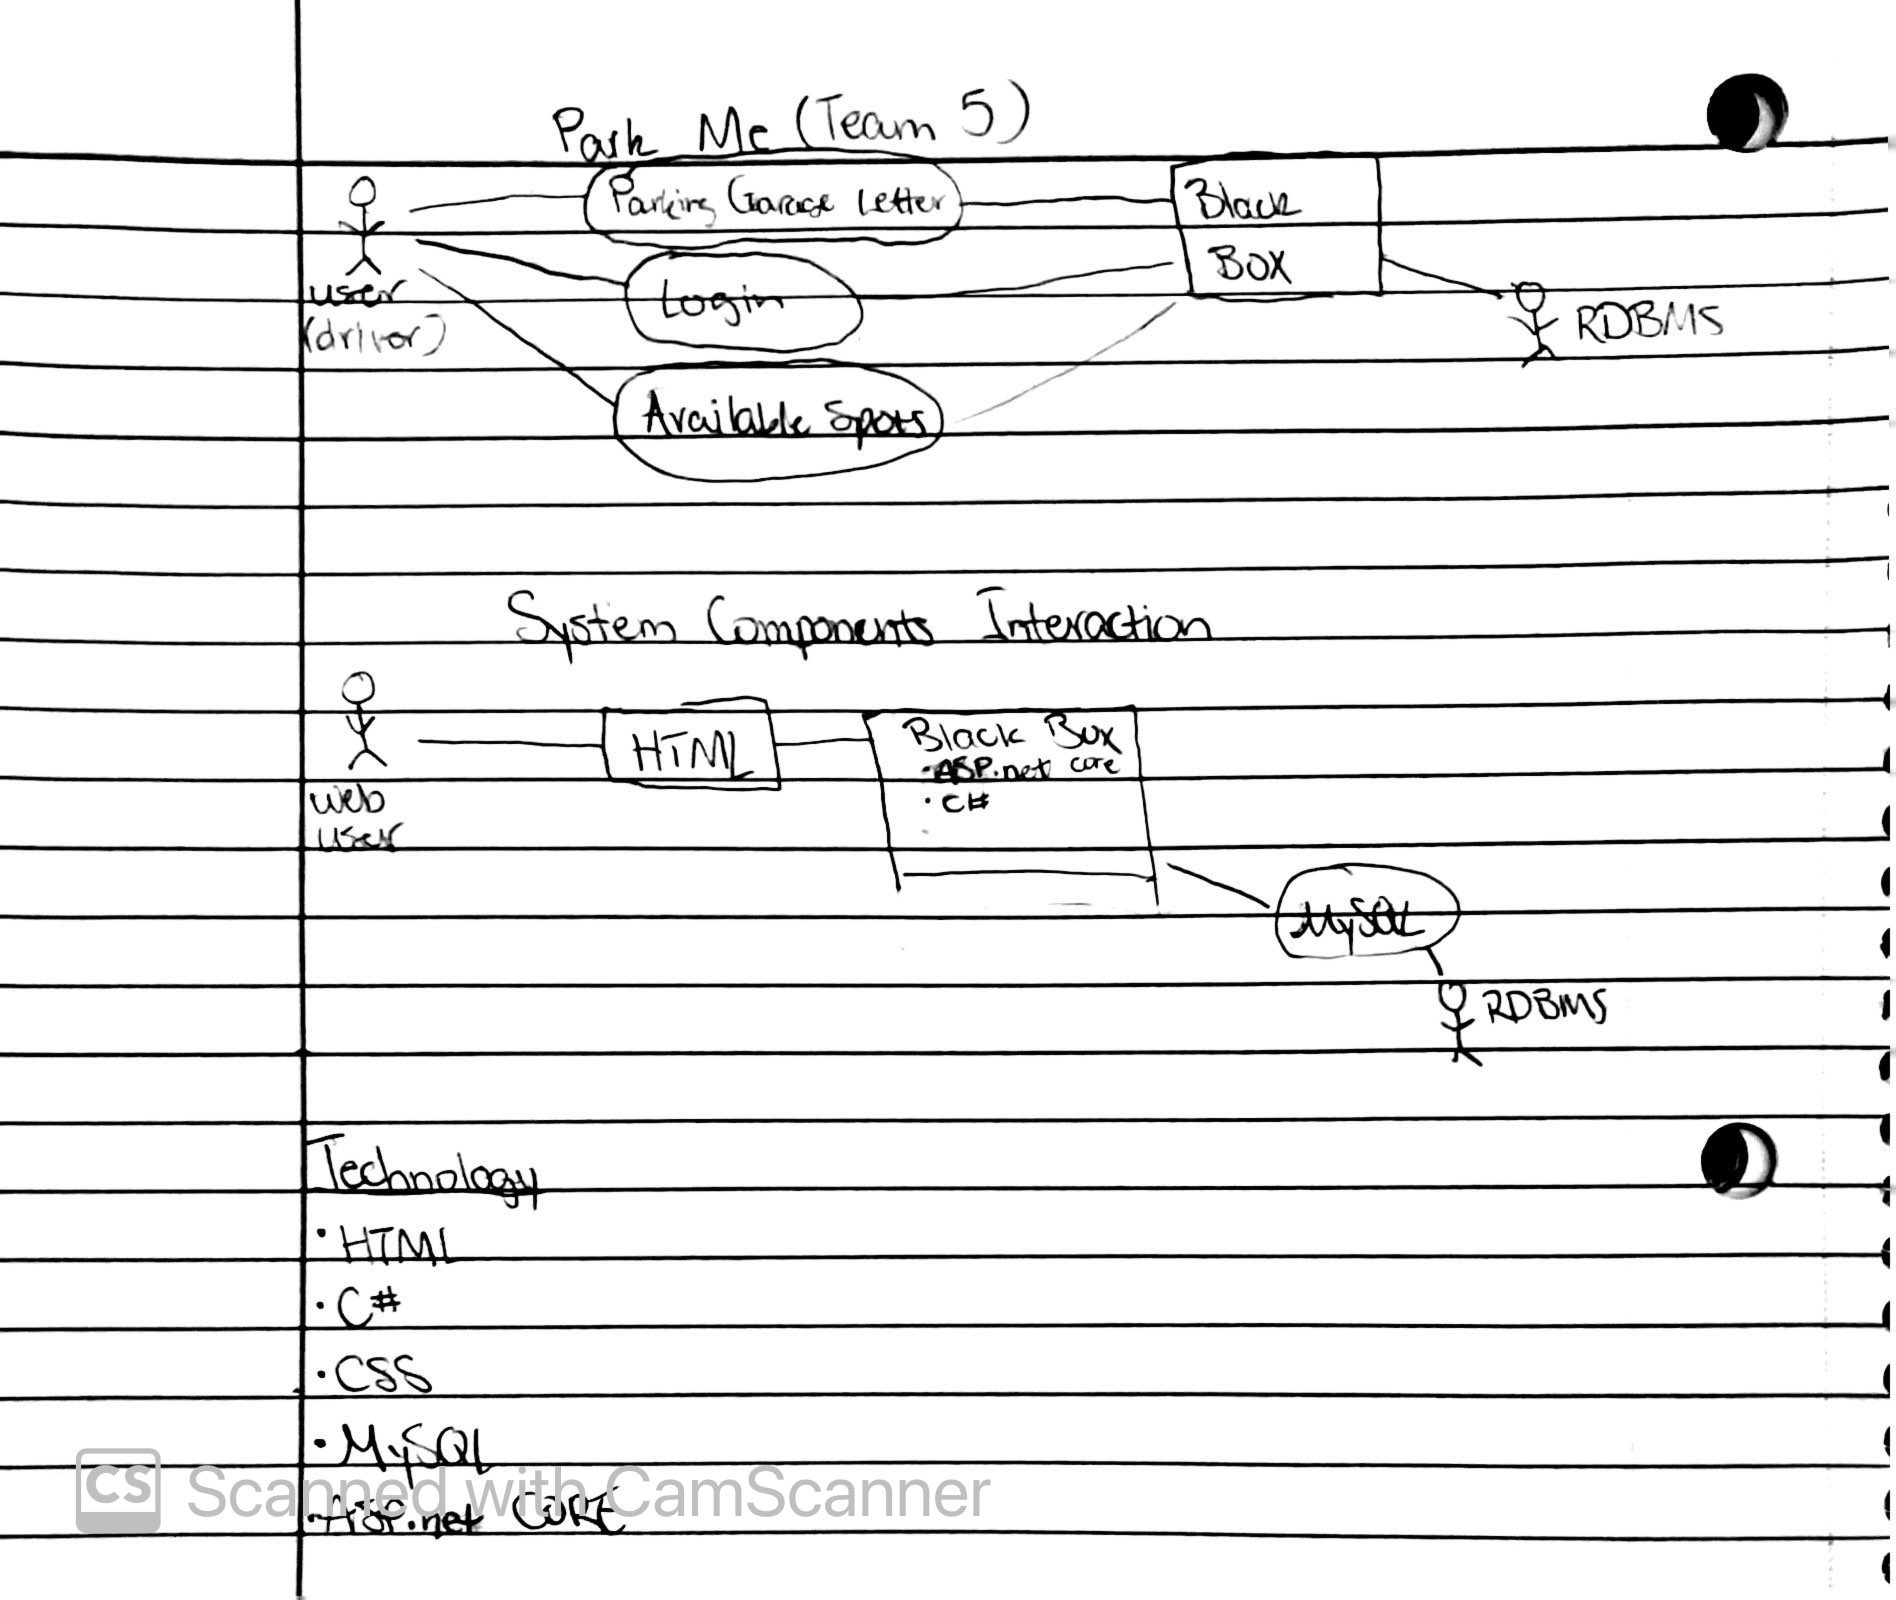 Park Me (Team 5)
Parking Garage Letter
Black
Box
Login
user
(driver)
RDBMS
Available Spots
System Components Interaction
HTML
Black Box
• ASP.net core
• C#
web
user
MySQL
RDBMS
Technology
• HTML
• C#
• CSS
• MySQL
• ASP.net CORE
CS Scanned with CamScanner